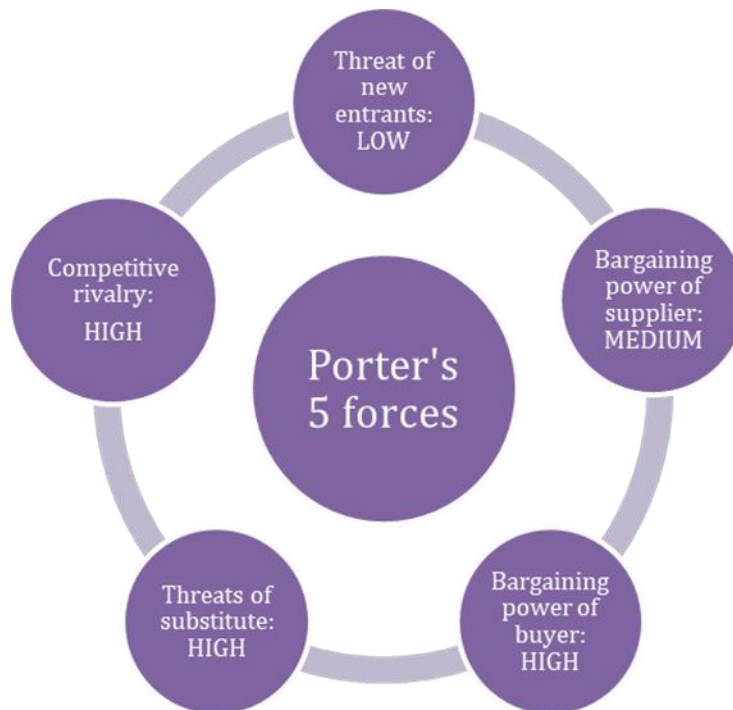 Threat of
new
entrants:
LOW
Bargaining
power of
supplier:
MEDIUM
Bargaining
power of
buyer:
HIGH
Threats of
substitute:
HIGH
Competitive
rivalry:
HIGH
Porter's
5 forces